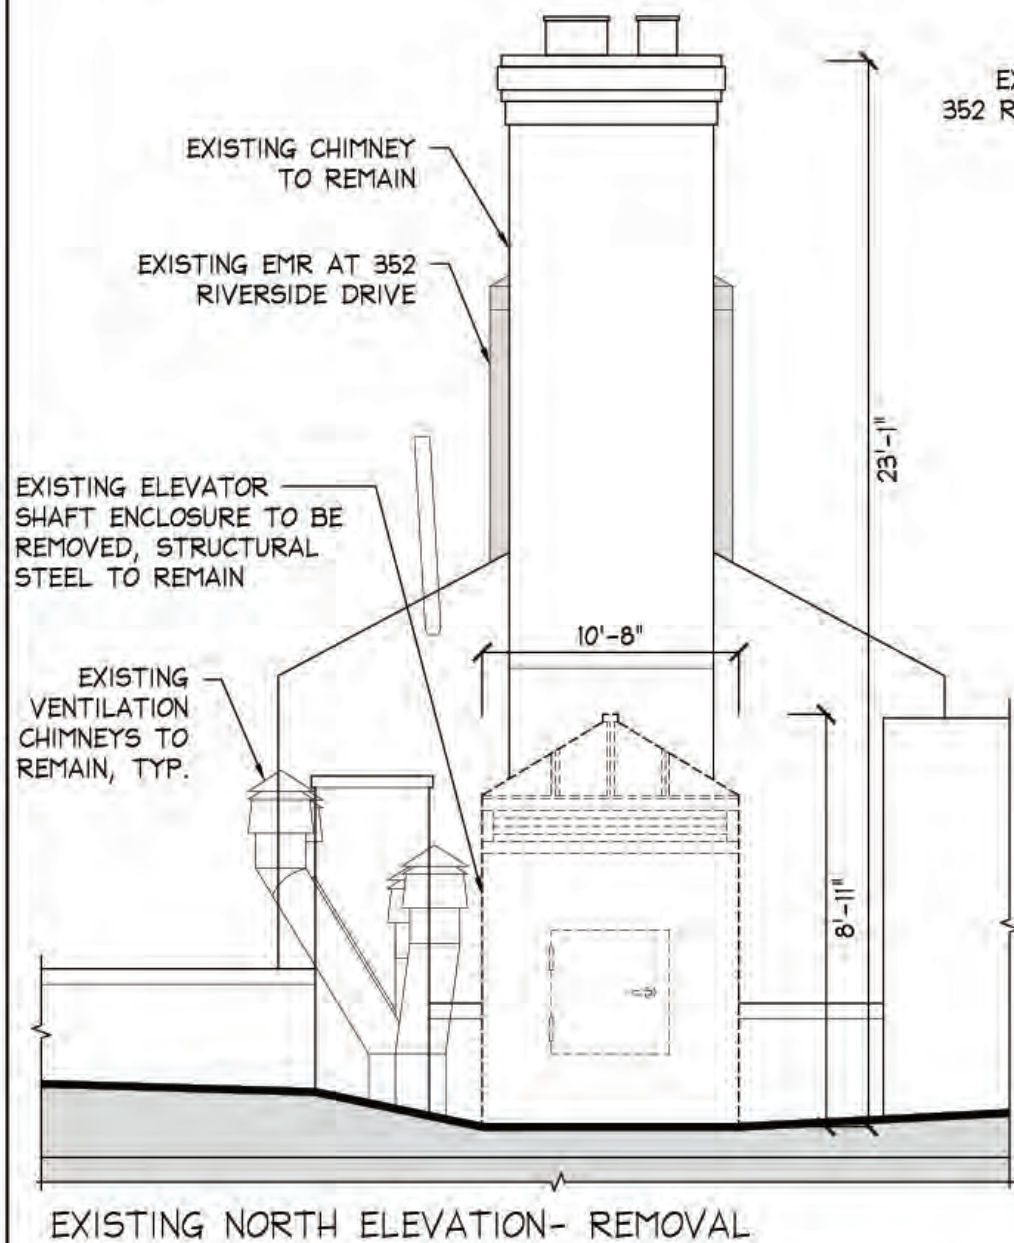 EXISTING CHIMNEY
TO REMAIN
352 R
EXISTING EMR AT 352
RIVERSIDE DRIVE
23'-1"
EXISTING ELEVATOR
SHAFT ENCLOSURE TO BE
REMOVED, STRUCTURAL
STEEL TO REMAIN
10'-8"
EXISTING
VENTILATION
CHIMNEYS TO
REMAIN, TYP.
8'-11"
EXISTING NORTH ELEVATION- REMOVAL